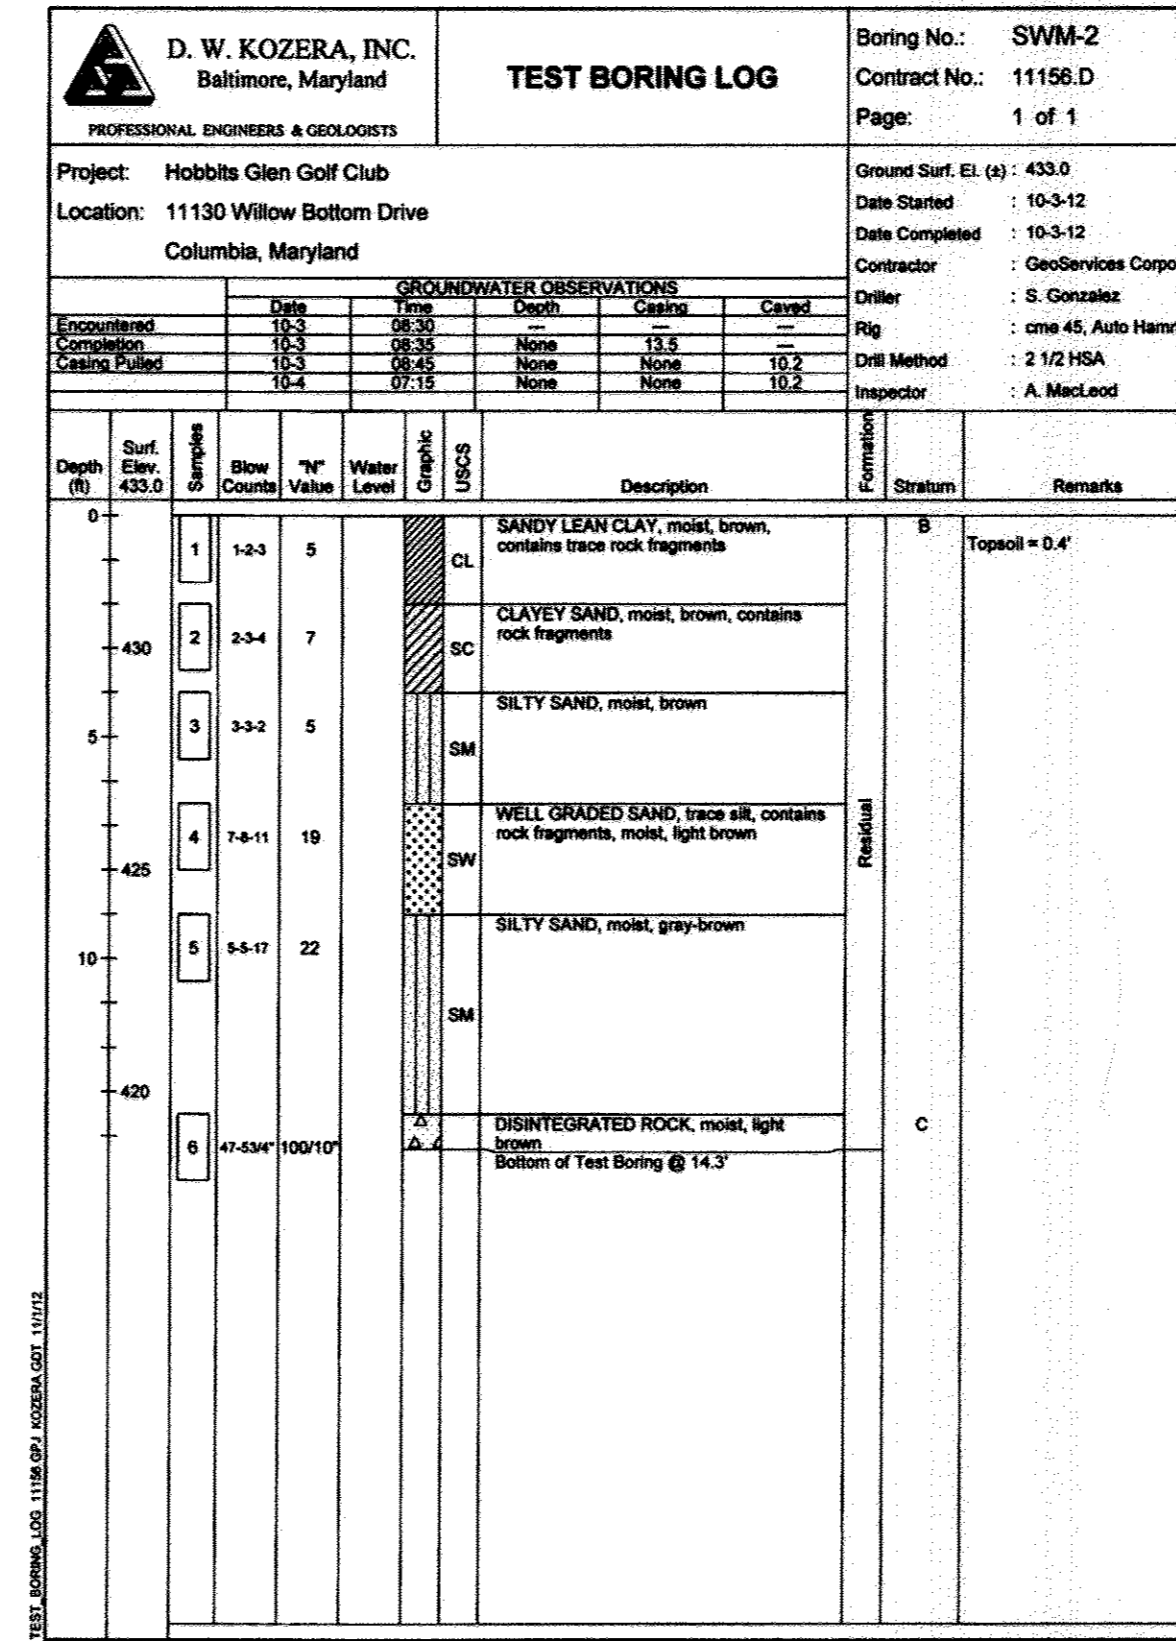 D. W. KOZERA, INC.
Baltimore, Maryland
PROFESSIONAL ENGINEERS & GEOLOGISTS
TEST BORING LOG
Boring No.: SWM-2
Contract No.: 11156.D
Page: 1 of 1
Project: Hobbits Glen Golf Club
Location: 11130 Willow Bottom Drive
Columbia, Maryland
Ground Surf. El. (±) : 433.0
Date Started : 10-3-12
Date Completed : 10-3-12
Contractor : GeoServices Corpo
Driller : S. Gonzalez
Rig : cme 45, Auto Hamm
Drill Method : 2 1/2 HSA
Inspector : A. MacLeod
GROUNDWATER OBSERVATIONS
Date Time Depth Casing Caved
Encountered 10-3 08:30 — — —
Completion 10-3 08:35 None 13.5 —
Casing Pulled 10-3 08:45 None None 10.2
10-4 07:15 None None 10.2
Depth (ft) Surf. Elev. 433.0 Samples Blow Counts "N" Value Water Level Graphic USCS Description Formation Stratum Remarks
0 SANDY LEAN CLAY, moist, brown, B
1 1-2-3 5 CL contains trace rock fragments Topsoil = 0.4'
CLAYEY SAND, moist, brown, contains
430 2 2-3-4 7 SC rock fragments
SILTY SAND, moist, brown
5 3 3-3-2 5 SM
WELL GRADED SAND, trace silt, contains
4 7-8-11 19 SW rock fragments, moist, light brown
Residual
425
SILTY SAND, moist, gray-brown
10 5 5-5-17 22
SM
420
DISINTEGRATED ROCK, moist, light C
6 47-53/4" 100/10" brown
Bottom of Test Boring @ 14.3'
TEST_BORING_LOG 11156.GPJ KOZERA.GDT 11/1/12